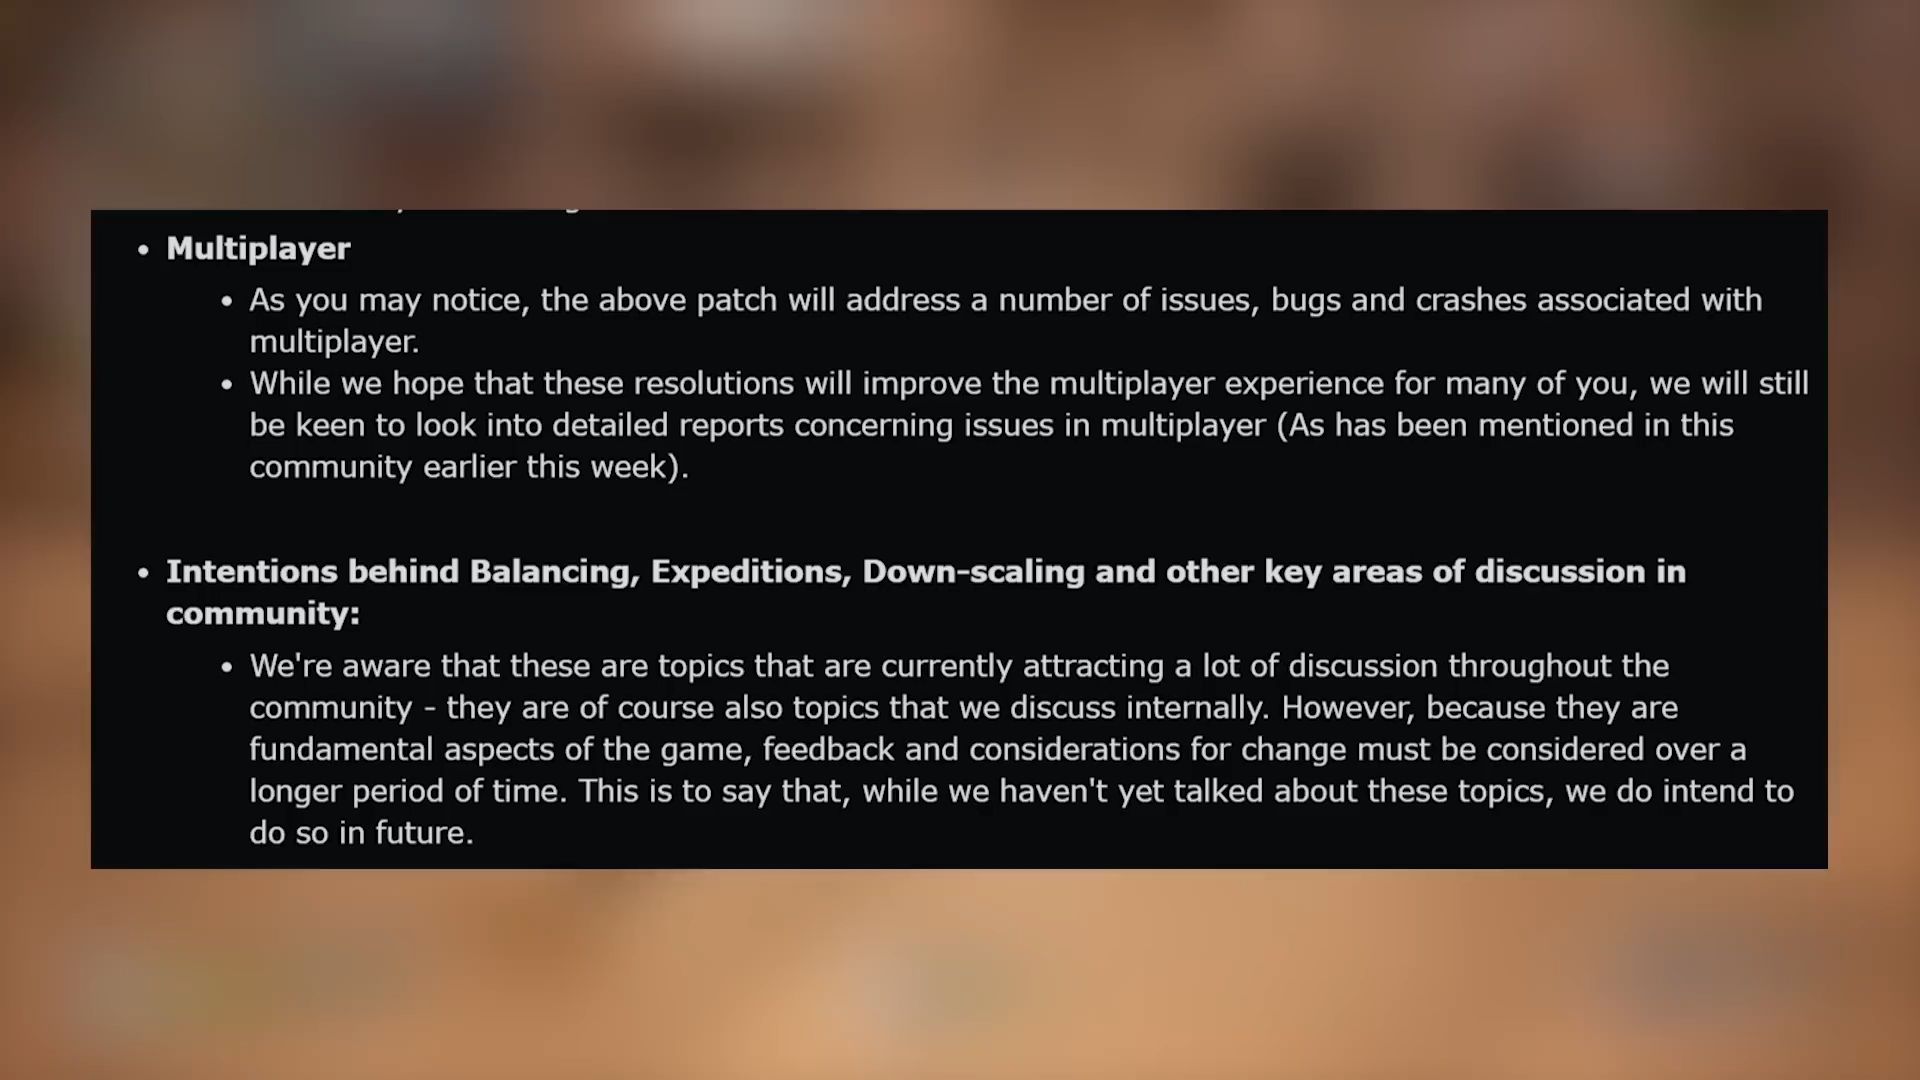 • Multiplayer
• As you may notice, the above patch will address a number of issues, bugs and crashes associated with
multiplayer.
• While we hope that these resolutions will improve the multiplayer experience for many of you, we will still
be keen to look into detailed reports concerning issues in multiplayer (As has been mentioned in this
community earlier this week).
• Intentions behind Balancing, Expeditions, Down-scaling and other key areas of discussion in
community:
• We're aware that these are topics that are currently attracting a lot of discussion throughout the
community - they are of course also topics that we discuss internally. However, because they are
fundamental aspects of the game, feedback and considerations for change must be considered over a
longer period of time. This is to say that, while we haven't yet talked about these topics, we do intend to
do so in future.